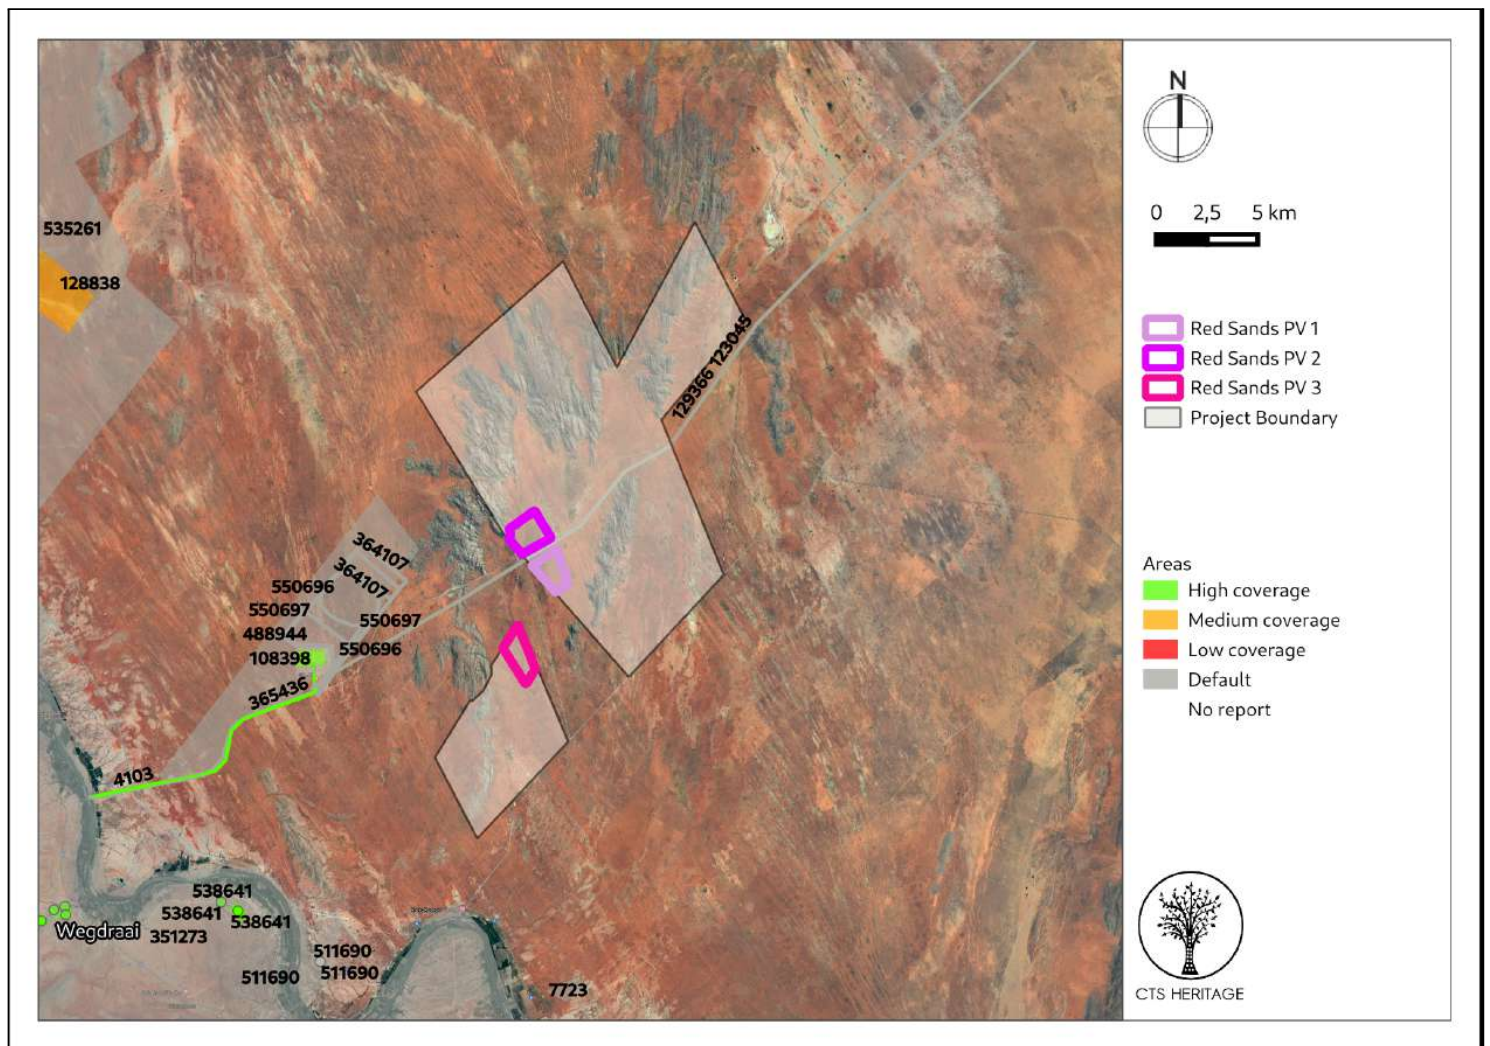 N
0 2,5 5 km
Red Sands PV 1
Red Sands PV 2
Red Sands PV 3
Project Boundary
Areas
High coverage
Medium coverage
Low coverage
Default
No report
CTS HERITAGE
535261
128838
129366 123045
364107
364107
550696
550697
550697
488944
550696
108398
365436
4103
538641
538641
538641
Wegdraai
351273
511690
511690
511690
7723